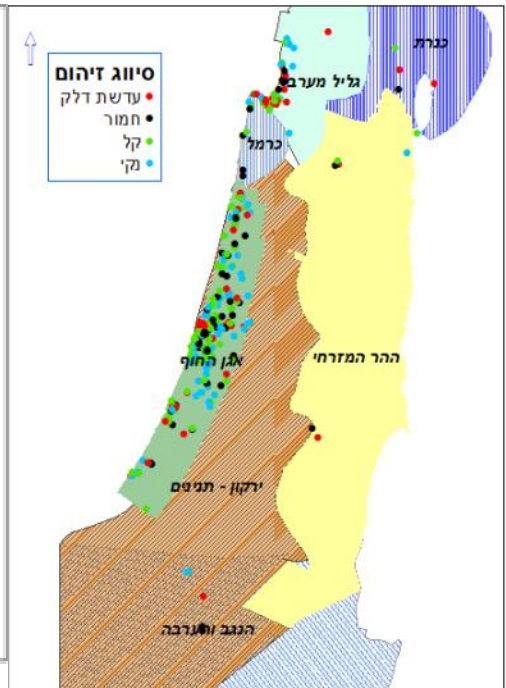 סיווג זיהום
עדשת דלק
חמור
קל
נקי
כנרת
גליל מערבי
כרמל
ההר המזרחי
אגן החוף
ירקון - תנינים
הנגב והערבה